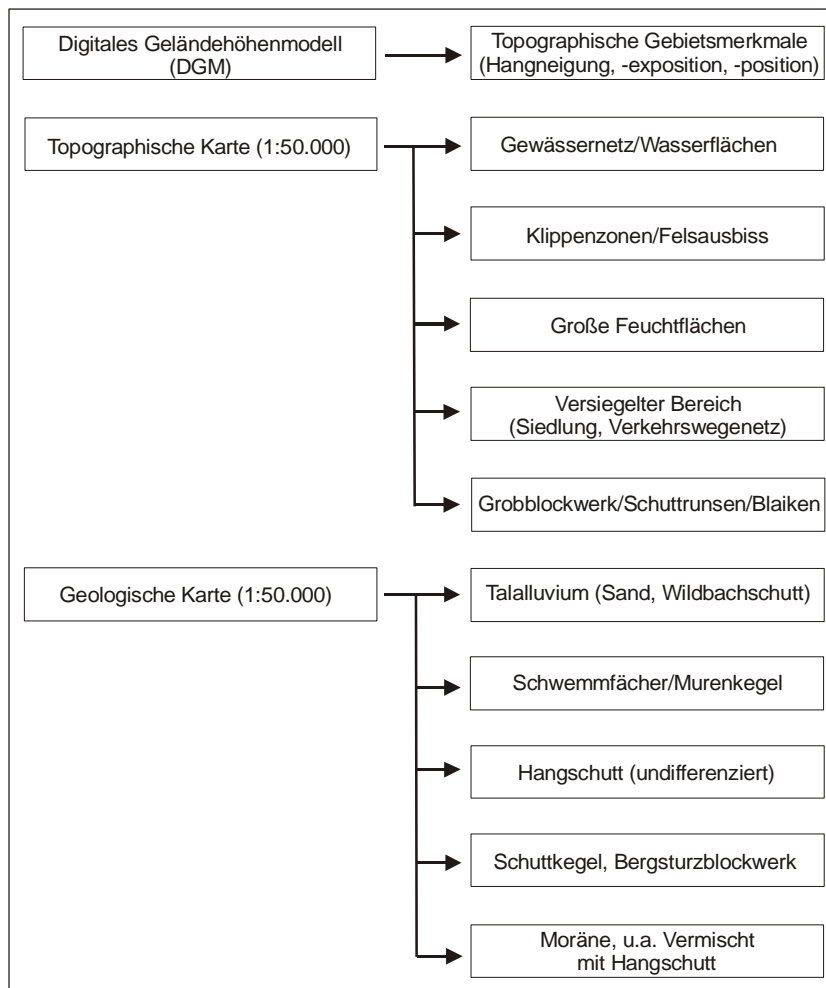 Digitales Geländehöhenmodell
(DGM)
Topographische Gebietsmerkmale
(Hangneigung, -exposition, -position)
Topographische Karte (1:50.000)
Gewässernetz/Wasserflächen
Klippenzonen/Felsausbiss
Große Feuchtflächen
Versiegelter Bereich
(Siedlung, Verkehrswegenetz)
Grobblockwerk/Schuttrunsen/Blaiken
Geologische Karte (1:50.000)
Talalluvium (Sand, Wildbachschutt)
Schwemmfächer/Murenkegel
Hangschutt (undifferenziert)
Schuttkegel, Bergsturzblockwerk
Moräne, u.a. Vermischt
mit Hangschutt